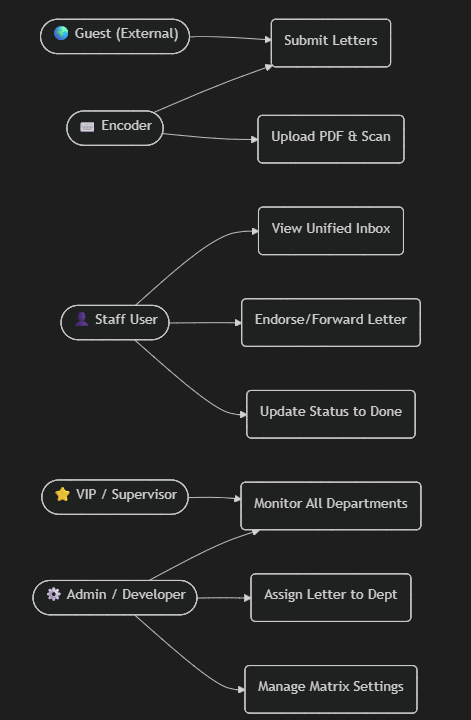 Guest (External)
Submit Letters
Encoder
Upload PDF & Scan
View Unified Inbox
Staff User
Endorse/Forward Letter
Update Status to Done
VIP / Supervisor
Monitor All Departments
Admin / Developer
Assign Letter to Dept
Manage Matrix Settings